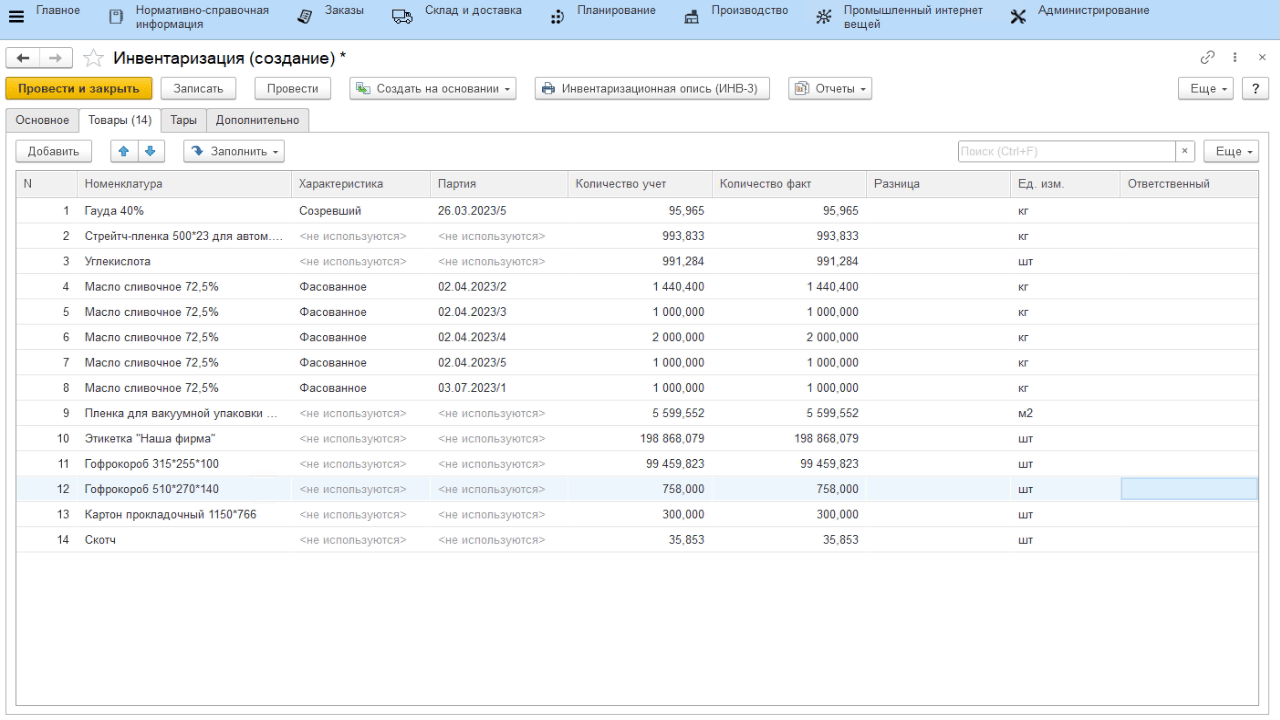 Главное
Нормативно-справочная
информация
Заказы
Склад и доставка
Планирование
Производство
Промышленный интернет
вещей
Администрирование
Инвентаризация (создание) *
Провести и закрыть Записать Провести Создать на основании Инвентаризационная опись (ИНВ-3) Отчеты Еще ?
Основное Товары (14) Тары Дополнительно
Добавить Заполнить Поиск (Ctrl+F) × Еще
N Номенклатура Характеристика Партия Количество учет Количество факт Разница Ед. изм. Ответственный
1 Гауда 40% Созревший 26.03.2023/5 95,965 95,965 кг
2 Стрейтч-пленка 500*23 для автом.... <не используются> <не используются> 993,833 993,833 кг
3 Углекислота <не используются> <не используются> 991,284 991,284 шт
4 Масло сливочное 72,5% Фасованное 02.04.2023/2 1 440,400 1 440,400 кг
5 Масло сливочное 72,5% Фасованное 02.04.2023/3 1 000,000 1 000,000 кг
6 Масло сливочное 72,5% Фасованное 02.04.2023/4 2 000,000 2 000,000 кг
7 Масло сливочное 72,5% Фасованное 02.04.2023/5 1 000,000 1 000,000 кг
8 Масло сливочное 72,5% Фасованное 03.07.2023/1 1 000,000 1 000,000 кг
9 Пленка для вакуумной упаковки ... <не используются> <не используются> 5 599,552 5 599,552 м2
10 Этикетка "Наша фирма" <не используются> <не используются> 198 868,079 198 868,079 шт
11 Гофрокороб 315*255*100 <не используются> <не используются> 99 459,823 99 459,823 шт
12 Гофрокороб 510*270*140 <не используются> <не используются> 758,000 758,000 шт
13 Картон прокладочный 1150*766 <не используются> <не используются> 300,000 300,000 шт
14 Скотч <не используются> <не используются> 35,853 35,853 шт